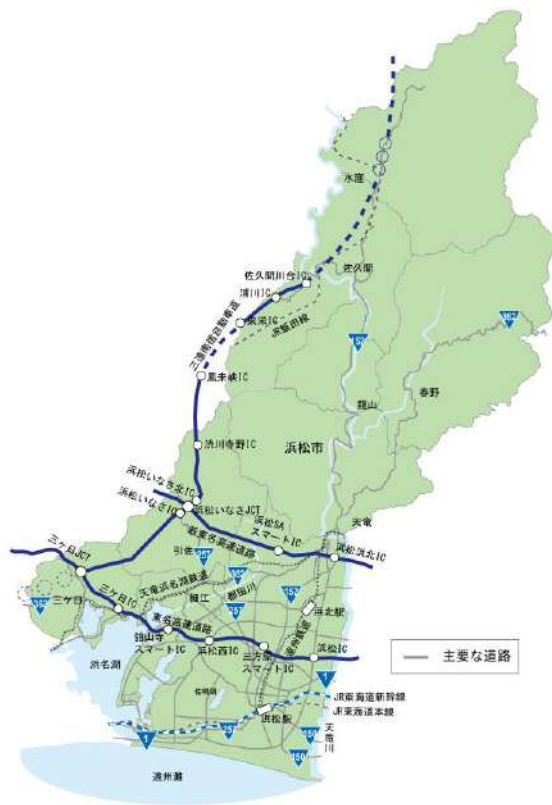 水窪
佐久間川合IC
佐久間
浦川IC
東栄IC
三遠南信自動車道
JR飯田線
152
362
鳳来峡IC
春野
龍山
渋川寺野IC
浜松市
浜松いなさ北IC
浜松いなさJCT
浜松いなさIC
天竜
浜松SA
スマートIC
新東名高速道路
浜松浜北IC
引佐
257
三ケ日JCT
天竜浜名湖鉄道
362
都田川
細江
152
三ケ日IC
三ケ日
362
257
浜北駅
遠州鉄道
東名高速道路
舘山寺
スマートIC
浜松西IC
三方原
スマートIC
浜松IC
主要な道路
浜名湖
佐鳴湖
1
JR東海道新幹線
JR東海道本線
浜松駅
257
1
天竜川
150
150
遠州灘